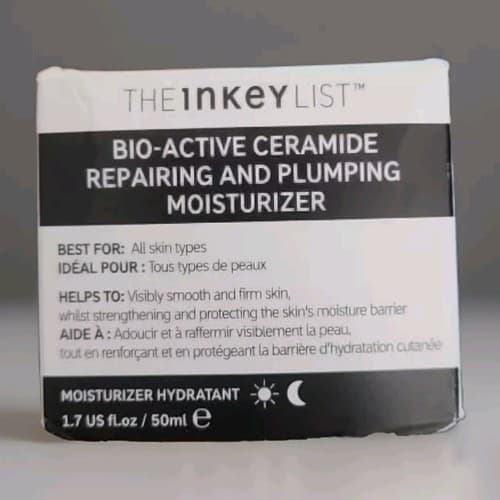 THE INKEY LIST™
BIO-ACTIVE CERAMIDE
REPAIRING AND PLUMPING
MOISTURIZER
BEST FOR: All skin types
IDÉAL POUR : Tous types de peaux
HELPS TO: Visibly smooth and firm skin,
whilst strengthening and protecting the skin's moisture barrier
AIDE À : Adoucir et à raffermir visiblement la peau,
tout en renforçant et en protégeant la barrière d'hydratation cutanée
MOISTURIZER HYDRATANT
1.7 US fl.oz / 50ml ℮